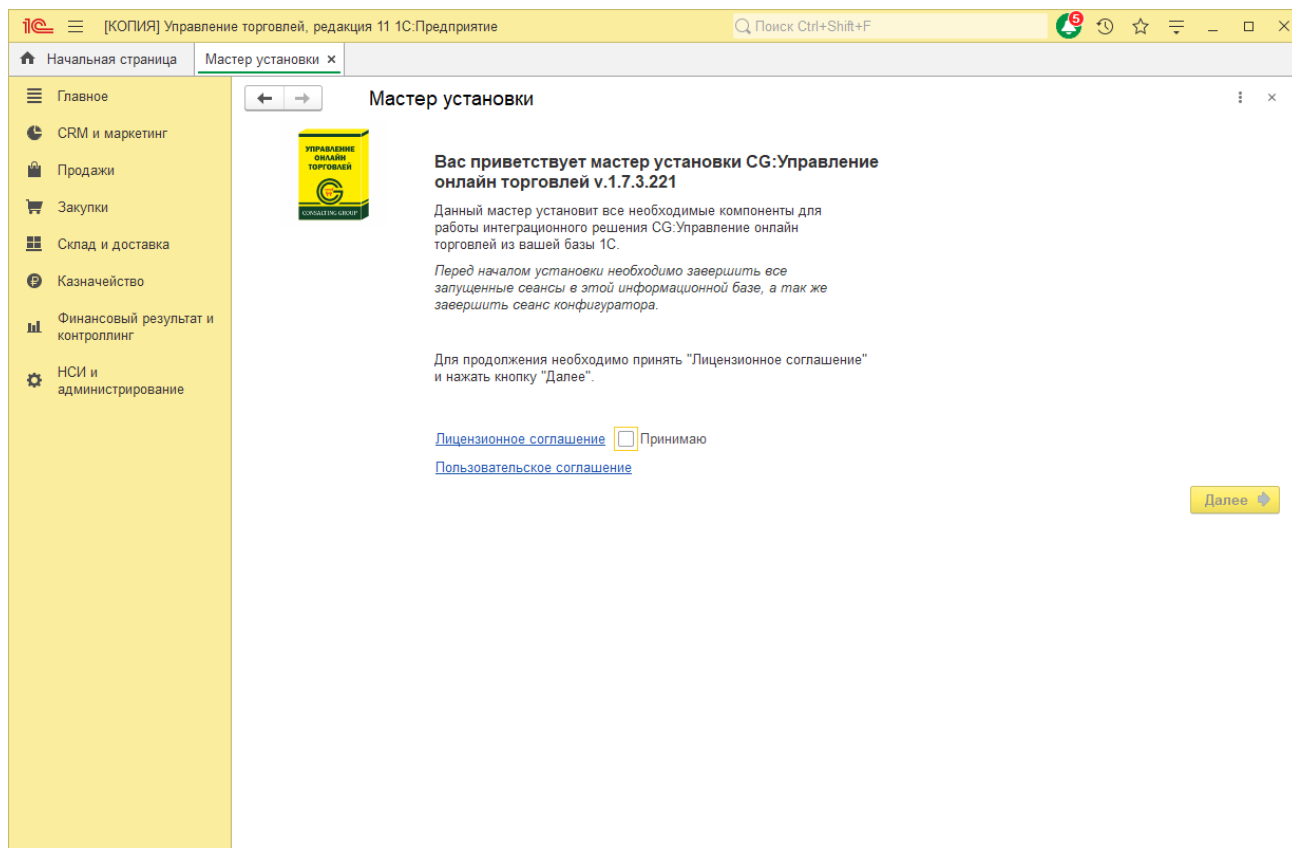 1С [КОПИЯ] Управление торговлей, редакция 11 1С:Предприятие
Поиск Ctrl+Shift+F
5
Начальная страница
Мастер установки
Главное
CRM и маркетинг
Продажи
Закупки
Склад и доставка
Казначейство
Финансовый результат и
контроллинг
НСИ и
администрирование
Мастер установки
УПРАВЛЕНИЕ
ОНЛАЙН
ТОРГОВЛЕЙ
CONSALTING GROUP
Вас приветствует мастер установки CG:Управление
онлайн торговлей v.1.7.3.221
Данный мастер установит все необходимые компоненты для
работы интеграционного решения CG:Управление онлайн
торговлей из вашей базы 1С.
Перед началом установки необходимо завершить все
запущенные сеансы в этой информационной базе, а так же
завершить сеанс конфигуратора.
Для продолжения необходимо принять "Лицензионное соглашение"
и нажать кнопку "Далее".
Лицензионное соглашение Принимаю
Пользовательское соглашение
Далее